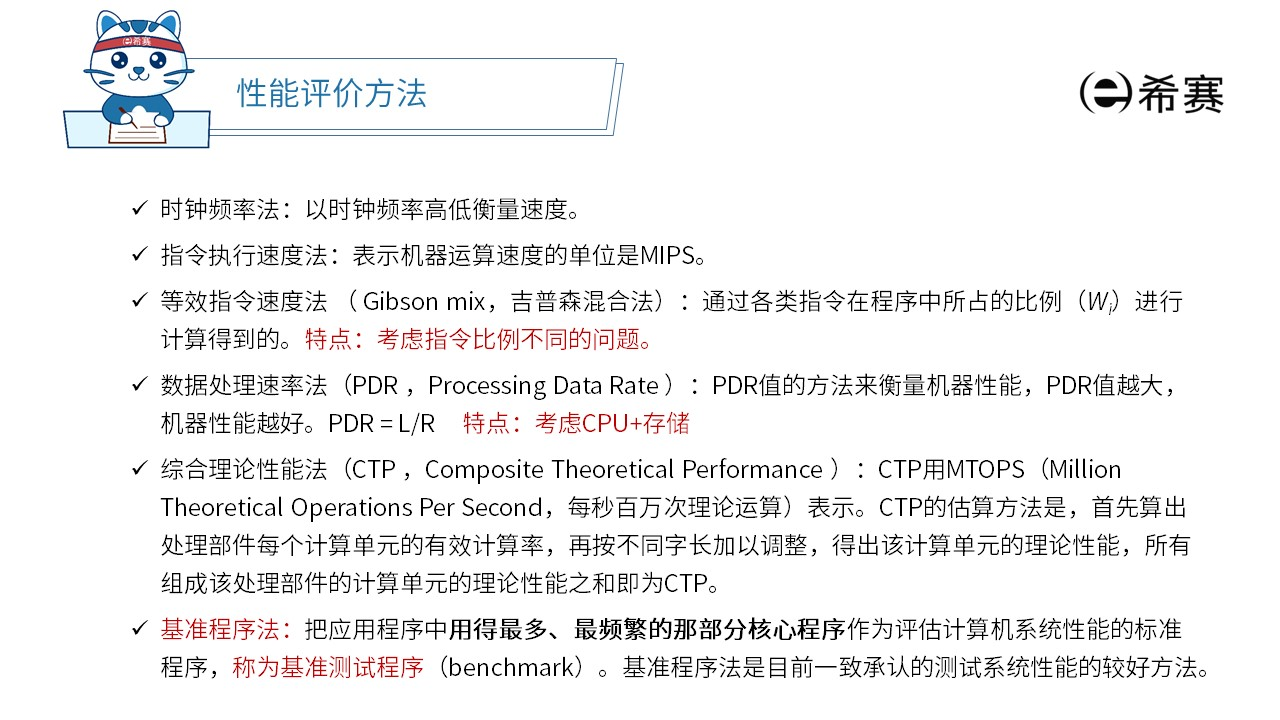 希赛
性能评价方法
希赛
时钟频率法：以时钟频率高低衡量速度。
指令执行速度法：表示机器运算速度的单位是MIPS。
等效指令速度法 （ Gibson mix，吉普森混合法）：通过各类指令在程序中所占的比例（Wi）进行
计算得到的。特点：考虑指令比例不同的问题。
数据处理速率法（PDR ，Processing Data Rate ）：PDR值的方法来衡量机器性能，PDR值越大，
机器性能越好。PDR = L/R 特点：考虑CPU+存储
综合理论性能法（CTP ，Composite Theoretical Performance ）：CTP用MTOPS（Million
Theoretical Operations Per Second，每秒百万次理论运算）表示。CTP的估算方法是，首先算出
处理部件每个计算单元的有效计算率，再按不同字长加以调整，得出该计算单元的理论性能，所有
组成该处理部件的计算单元的理论性能之和即为CTP。
基准程序法：把应用程序中用得最多、最频繁的那部分核心程序作为评估计算机系统性能的标准
程序，称为基准测试程序（benchmark）。基准程序法是目前一致承认的测试系统性能的较好方法。